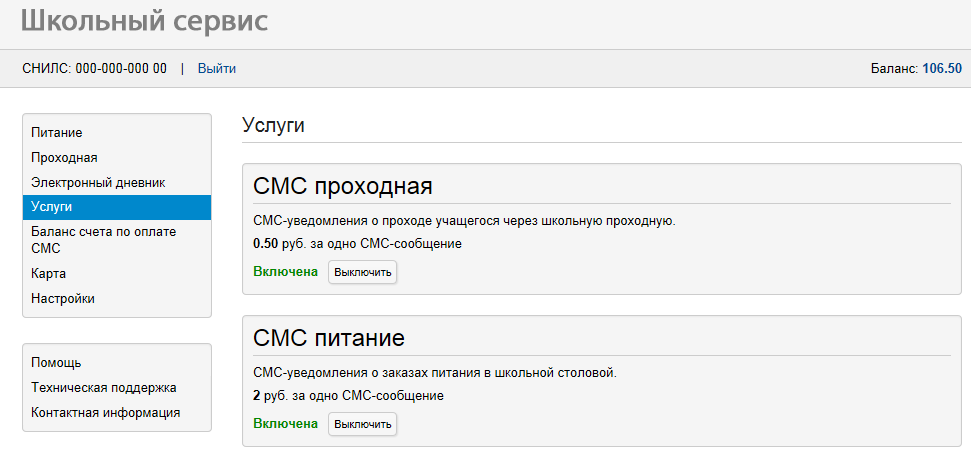 Школьный сервис
СНИЛС: 000-000-000 00 | Выйти
Баланс: 106.50
Питание
Проходная
Электронный дневник
Услуги
Баланс счета по оплате
СМС
Карта
Настройки
Помощь
Техническая поддержка
Контактная информация
Услуги
СМС проходная
СМС-уведомления о проходе учащегося через школьную проходную.
0.50 руб. за одно СМС-сообщение
Включена Выключить
СМС питание
СМС-уведомления о заказах питания в школьной столовой.
2 руб. за одно СМС-сообщение
Включена Выключить